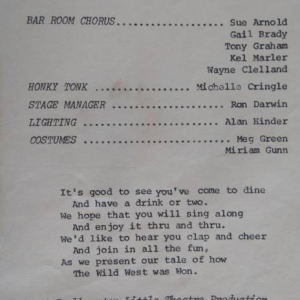 BAR ROOM CHORUS.................. Sue Arnold
Gail Brady
Tony Graham
Kel Marler
Wayne Clelland
HONKY TONK ..................... Michelle Cringle
STAGE MANAGER ................ Ron Darwin
LIGHTING ..................... Alan Hinder
COSTUMES ..................... Meg Green
Miriam Gunn
It's good to see you've come to dine
And have a drink or two.
We hope that you will sing along
And enjoy it thru and thru.
We'd like to hear you clap and cheer
And join in all the fun,
As we present our tale of how
The Wild West was Won.
Little Theatre Production